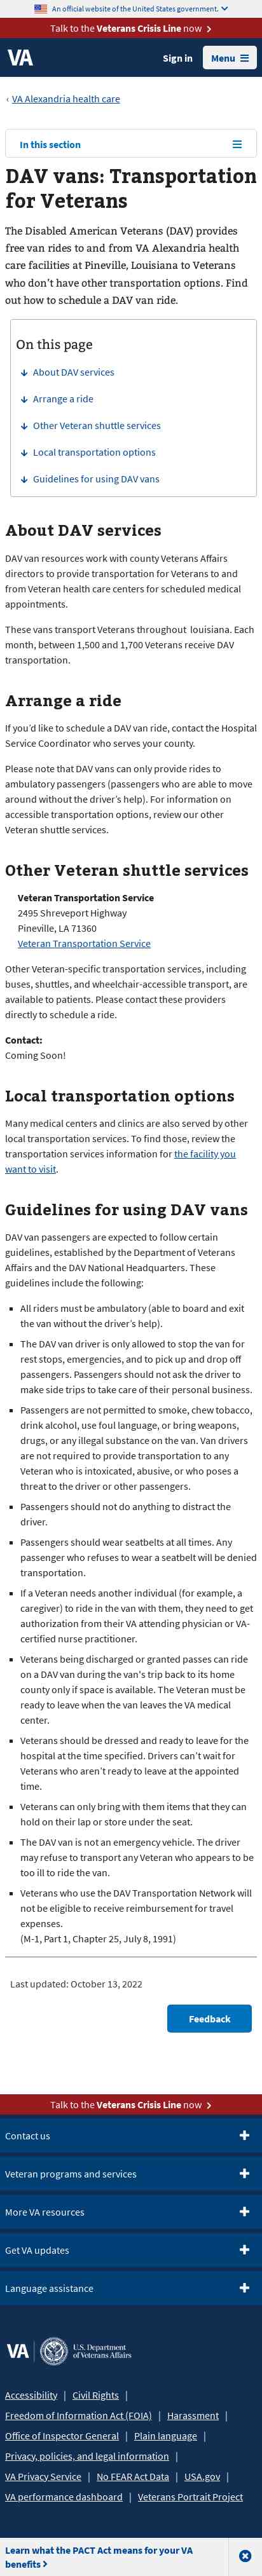 An official website of the United States government.
Talk to the Veterans Crisis Line now
VA
Sign in
Menu
‹ VA Alexandria health care
In this section
DAV vans: Transportation
for Veterans
The Disabled American Veterans (DAV) provides
free van rides to and from VA Alexandria health
care facilities at Pineville, Louisiana to Veterans
who don't have other transportation options. Find
out how to schedule a DAV van ride.
On this page
About DAV services
Arrange a ride
Other Veteran shuttle services
Local transportation options
Guidelines for using DAV vans
About DAV services
DAV van resources work with county Veterans Affairs
directors to provide transportation for Veterans to and
from Veteran health care centers for scheduled medical
appointments.
These vans transport Veterans throughout louisiana. Each
month, between 1,500 and 1,700 Veterans receive DAV
transportation.
Arrange a ride
If you'd like to schedule a DAV van ride, contact the Hospital
Service Coordinator who serves your county.
Please note that DAV vans can only provide rides to
ambulatory passengers (passengers who are able to move
around without the driver's help). For information on
accessible transportation options, review our other
Veteran shuttle services.
Other Veteran shuttle services
Veteran Transportation Service
2495 Shreveport Highway
Pineville, LA 71360
Veteran Transportation Service
Other Veteran-specific transportation services, including
buses, shuttles, and wheelchair-accessible transport, are
available to patients. Please contact these providers
directly to schedule a ride.
Contact:
Coming Soon!
Local transportation options
Many medical centers and clinics are also served by other
local transportation services. To find those, review the
transportation services information for the facility you
want to visit.
Guidelines for using DAV vans
DAV van passengers are expected to follow certain
guidelines, established by the Department of Veterans
Affairs and the DAV National Headquarters. These
guidelines include the following:
All riders must be ambulatory (able to board and exit
the van without the driver's help).
The DAV van driver is only allowed to stop the van for
rest stops, emergencies, and to pick up and drop off
passengers. Passengers should not ask the driver to
make side trips to take care of their personal business.
Passengers are not permitted to smoke, chew tobacco,
drink alcohol, use foul language, or bring weapons,
drugs, or any illegal substance on the van. Van drivers
are not required to provide transportation to any
Veteran who is intoxicated, abusive, or who poses a
threat to the driver or other passengers.
Passengers should not do anything to distract the
driver.
Passengers should wear seatbelts at all times. Any
passenger who refuses to wear a seatbelt will be denied
transportation.
If a Veteran needs another individual (for example, a
caregiver) to ride in the van with them, they need to get
authorization from their VA attending physician or VA-
certified nurse practitioner.
Veterans being discharged or granted passes can ride
on a DAV van during the van's trip back to its home
county only if space is available. The Veteran must be
ready to leave when the van leaves the VA medical
center.
Veterans should be dressed and ready to leave for the
hospital at the time specified. Drivers can't wait for
Veterans who aren't ready to leave at the appointed
time.
Veterans can only bring with them items that they can
hold on their lap or store under the seat.
The DAV van is not an emergency vehicle. The driver
may refuse to transport any Veteran who appears to be
too ill to ride the van.
Veterans who use the DAV Transportation Network will
not be eligible to receive reimbursement for travel
expenses.
(M-1, Part 1, Chapter 25, July 8, 1991)
Last updated: October 13, 2022
Feedback
Talk to the Veterans Crisis Line now
Contact us
Veteran programs and services
More VA resources
Get VA updates
Language assistance
VA
U.S. Department
of Veterans Affairs
Accessibility | Civil Rights |
Freedom of Information Act (FOIA) | Harassment |
Office of Inspector General | Plain language |
Privacy, policies, and legal information |
VA Privacy Service | No FEAR Act Data | USA.gov |
VA performance dashboard | Veterans Portrait Project
Learn what the PACT Act means for your VA
benefits